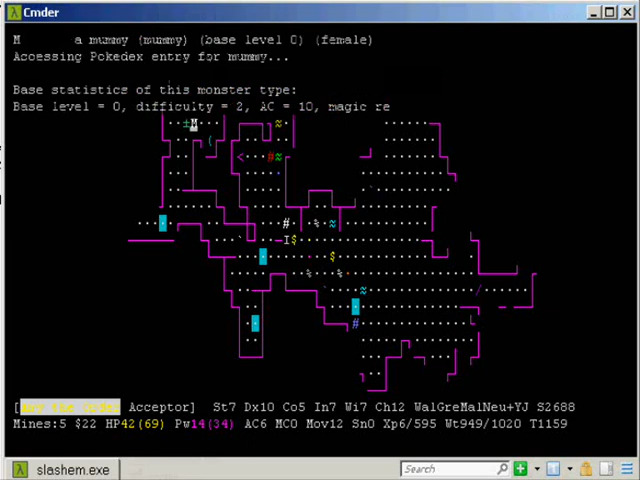 Cmder
M a mummy (mummy) (base level 0) (female)
Accessing Pokedex entry for mummy...
Base statistics of this monster type:
Base level = 0, difficulty = 2, AC = 10, magic re
the Acceptor] St7 Dx10 Co5 In7 Wi7 Ch12 WalGreMalNeu+YJ S2688
Mines:5 $22 HP42(69) Pw14(34) AC6 MC0 Mov12 Sn0 Xp6/595 Wt949/1020 T1159
slashem.exe
Search